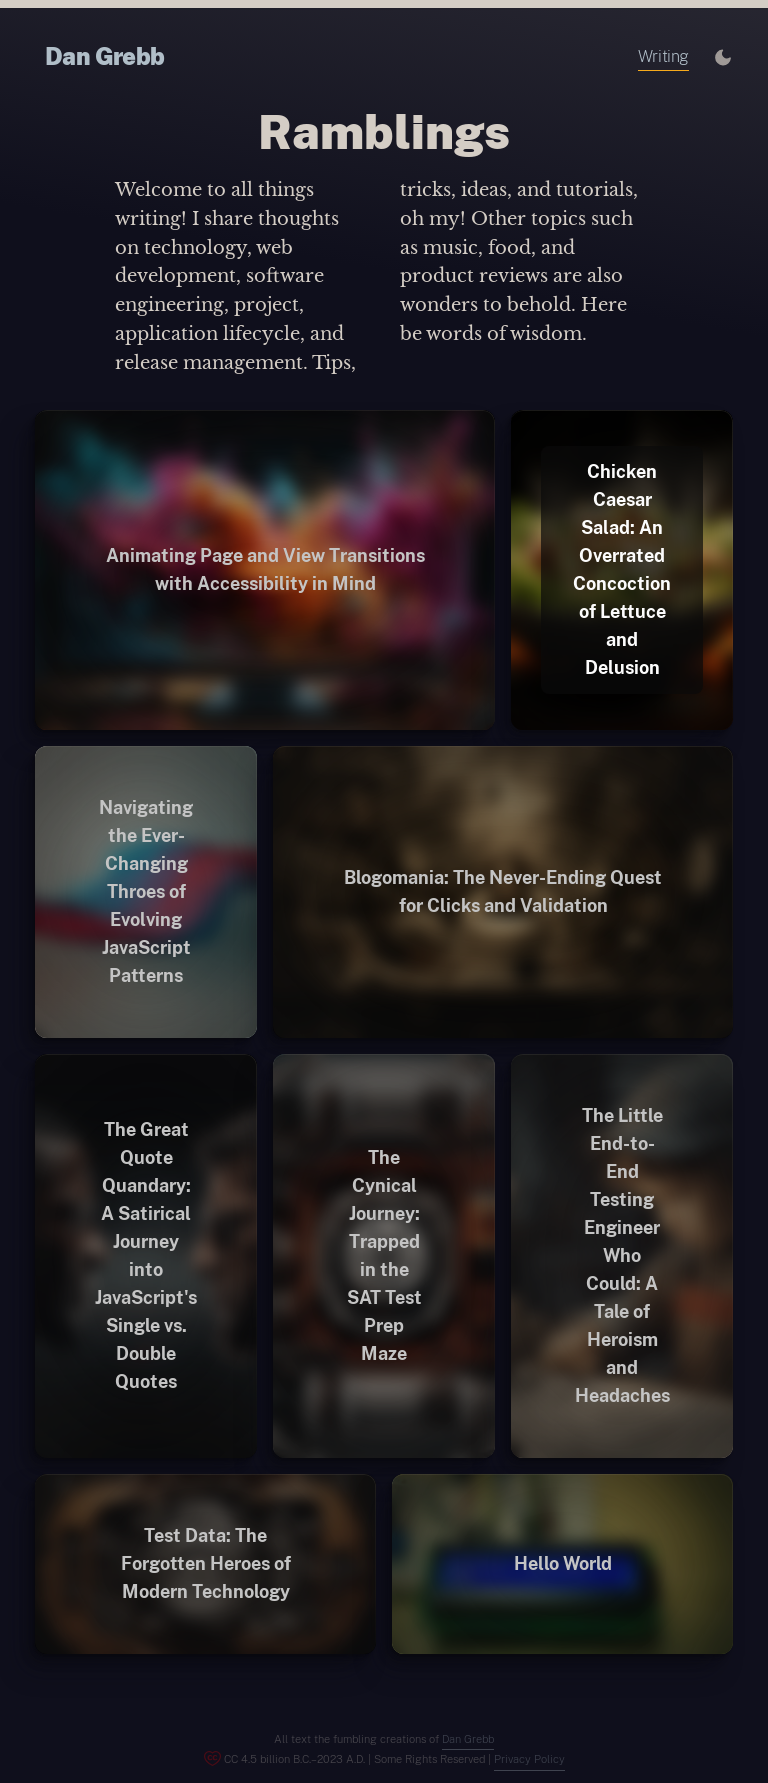 Dan Grebb
Writing
Ramblings
Welcome to all things
writing! I share thoughts
on technology, web
development, software
engineering, project,
application lifecycle, and
release management. Tips,
tricks, ideas, and tutorials,
oh my! Other topics such
as music, food, and
product reviews are also
wonders to behold. Here
be words of wisdom.
Animating Page and View Transitions
with Accessibility in Mind
Chicken
Caesar
Salad: An
Overrated
Concoction
of Lettuce
and
Delusion
Navigating
the Ever-
Changing
Throes of
Evolving
JavaScript
Patterns
Blogomania: The Never-Ending Quest
for Clicks and Validation
The Great
Quote
Quandary:
A Satirical
Journey
into
JavaScript's
Single vs.
Double
Quotes
The
Cynical
Journey:
Trapped
in the
SAT Test
Prep
Maze
The Little
End-to-
End
Testing
Engineer
Who
Could: A
Tale of
Heroism
and
Headaches
Test Data: The
Forgotten Heroes of
Modern Technology
Hello World
All text the fumbling creations of Dan Grebb
CC 4.5 billion B.C.–2023 A.D. | Some Rights Reserved | Privacy Policy